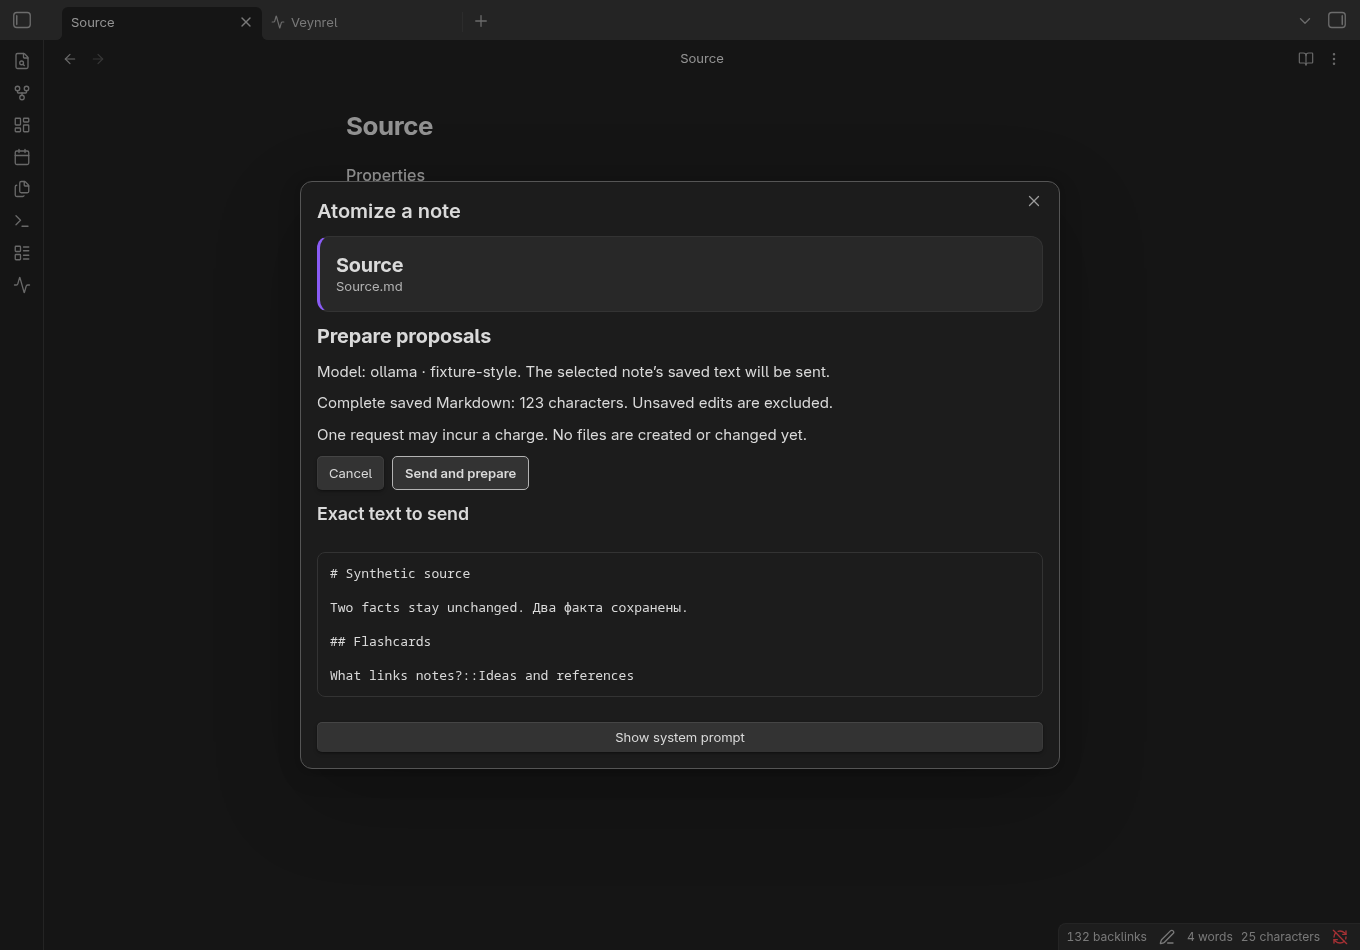 Source
Veynrel
Source
Source
Properties
Atomize a note
Source
Source.md
Prepare proposals
Model: ollama · fixture-style. The selected note’s saved text will be sent.
Complete saved Markdown: 123 characters. Unsaved edits are excluded.
One request may incur a charge. No files are created or changed yet.
Cancel
Send and prepare
Exact text to send
# Synthetic source
Two facts stay unchanged. Два факта сохранены.
## Flashcards
What links notes?::Ideas and references
Show system prompt
132 backlinks
4 words
25 characters